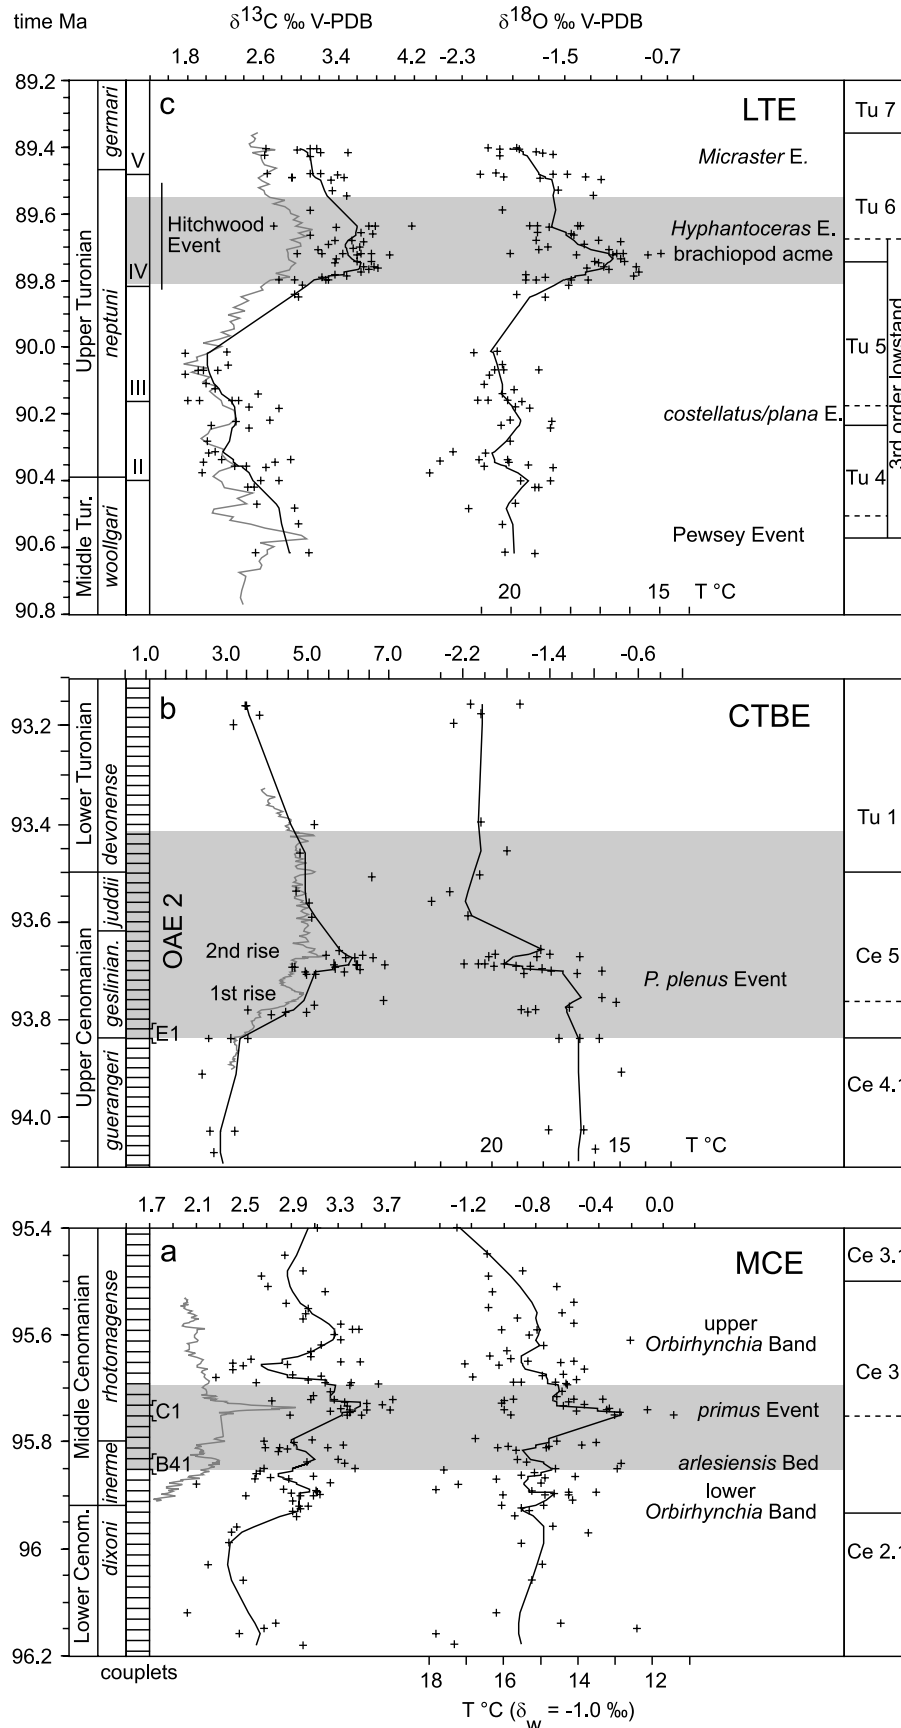 time Ma δ13C ‰ V-PDB δ18O ‰ V-PDB
1.8 2.6 3.4 4.2 -2.3 -1.5 -0.7
89.2
89.4
89.6
89.8
90.0
90.2
90.4
90.6
90.8
Upper Turonian
Middle Tur.
germari
neptuni
woollgari
V
IV
III
II
c
LTE
Hitchwood
Event
Micraster E.
Hyphantoceras E.
brachiopod acme
costellatus/plana E.
Pewsey Event
20 15 T °C
Tu 7
Tu 6
Tu 5
Tu 4
3rd order lowstand
1.0 3.0 5.0 7.0 -2.2 -1.4 -0.6
93.2
93.4
93.6
93.8
94.0
Lower Turonian
Upper Cenomanian
devonense
juddii
geslinian.
guerangeri
b
CTBE
OAE 2
2nd rise
1st rise
E1
P. plenus Event
20 15 T °C
Tu 1
Ce 5
Ce 4.1
1.7 2.1 2.5 2.9 3.3 3.7 -1.2 -0.8 -0.4 0.0
95.4
95.6
95.8
96
96.2
Middle Cenomanian
Lower Cenom.
rhotomagense
inerme
dixoni
a
MCE
C1
B41
upper
Orbirhynchia Band
primus Event
arlesiensis Bed
lower
Orbirhynchia Band
Ce 3.1
Ce 3
Ce 2.1
couplets
18 16 14 12
T °C (δw = -1.0 ‰)